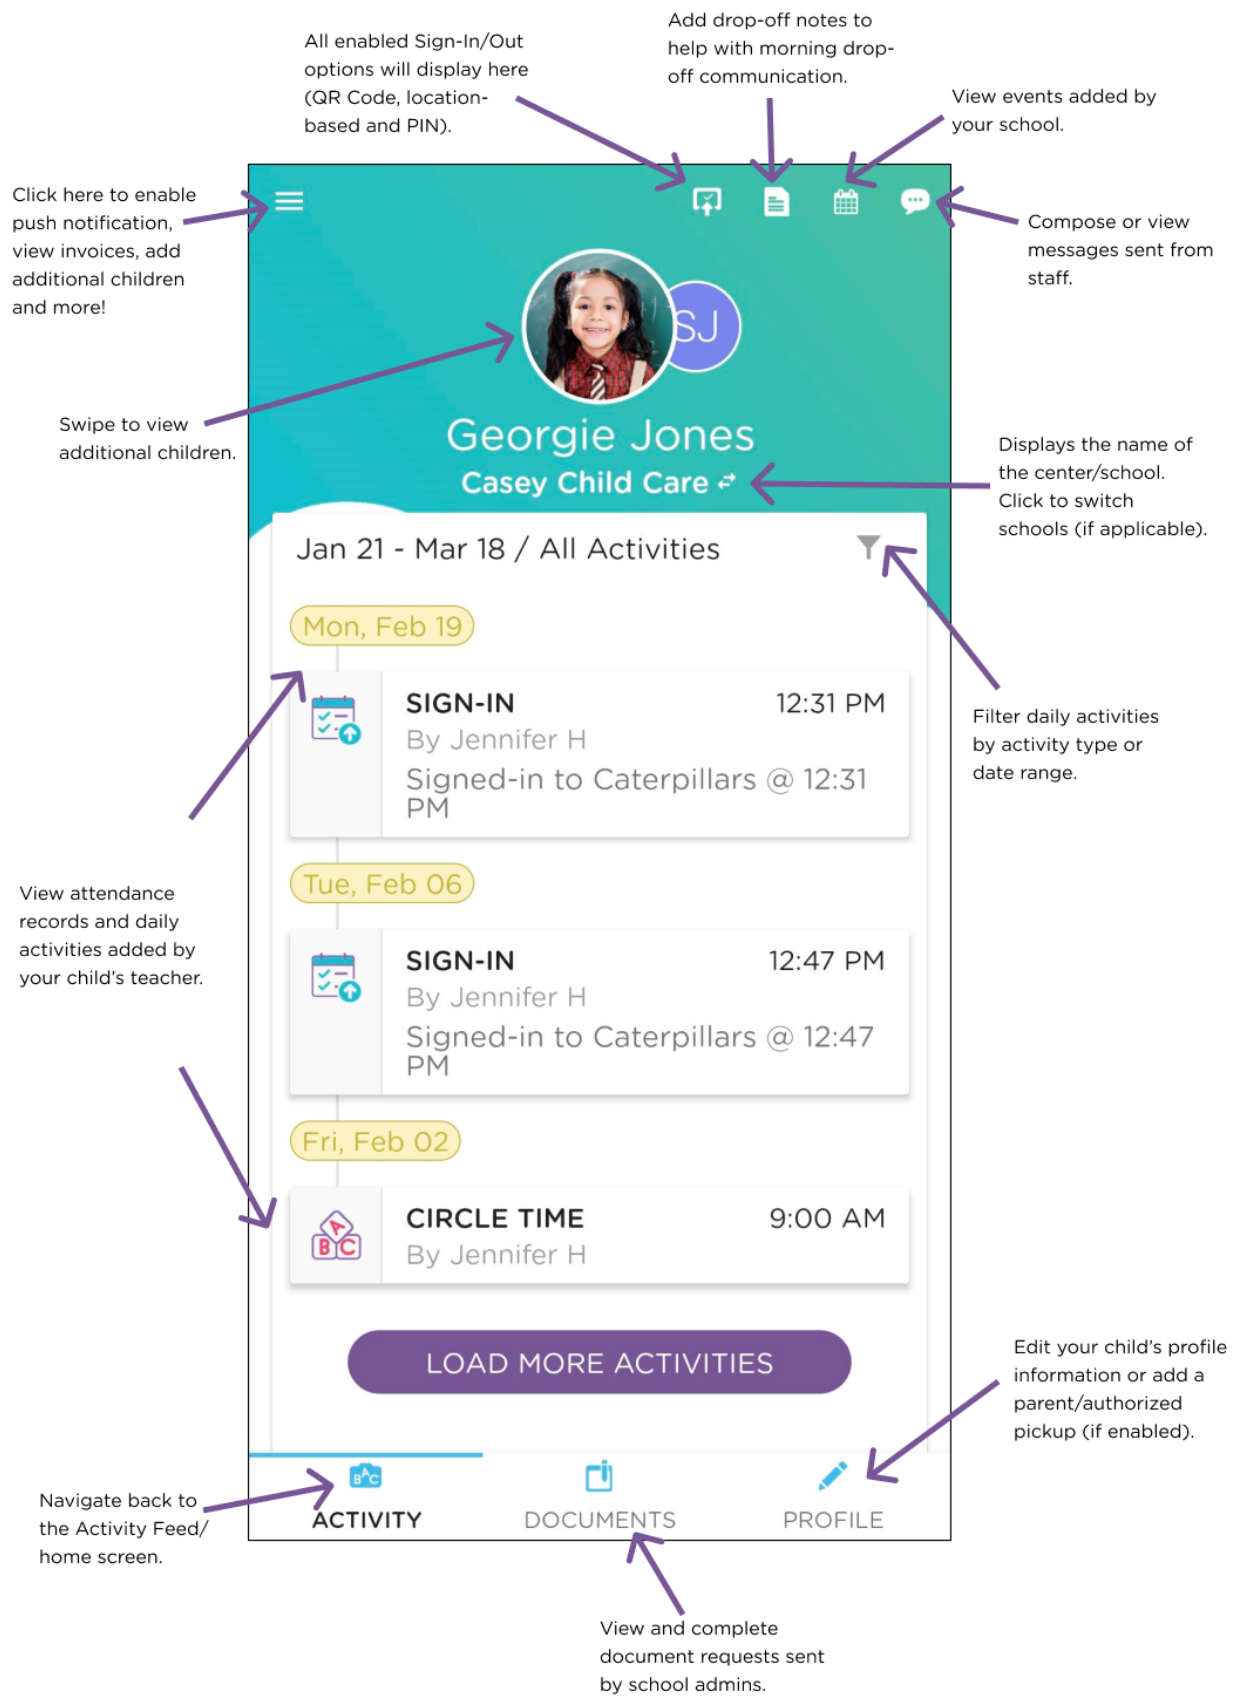 All enabled Sign-In/Out
options will display here
(QR Code, location-
based and PIN).
Add drop-off notes to
help with morning drop-
off communication.
View events added by
your school.
Click here to enable
push notification,
view invoices, add
additional children
and more!
Compose or view
messages sent from
staff.
SJ
Swipe to view
additional children.
Georgie Jones
Casey Child Care
Displays the name of
the center/school.
Click to switch
schools (if applicable).
Jan 21 - Mar 18 / All Activities
Mon, Feb 19
SIGN-IN 12:31 PM
By Jennifer H
Signed-in to Caterpillars @ 12:31
PM
Filter daily activities
by activity type or
date range.
View attendance
records and daily
activities added by
your child's teacher.
Tue, Feb 06
SIGN-IN 12:47 PM
By Jennifer H
Signed-in to Caterpillars @ 12:47
PM
Fri, Feb 02
A
B C
CIRCLE TIME 9:00 AM
By Jennifer H
LOAD MORE ACTIVITIES
Edit your child's profile
information or add a
parent/authorized
pickup (if enabled).
Navigate back to
the Activity Feed/
home screen.
BAC
ACTIVITY DOCUMENTS PROFILE
View and complete
document requests sent
by school admins.